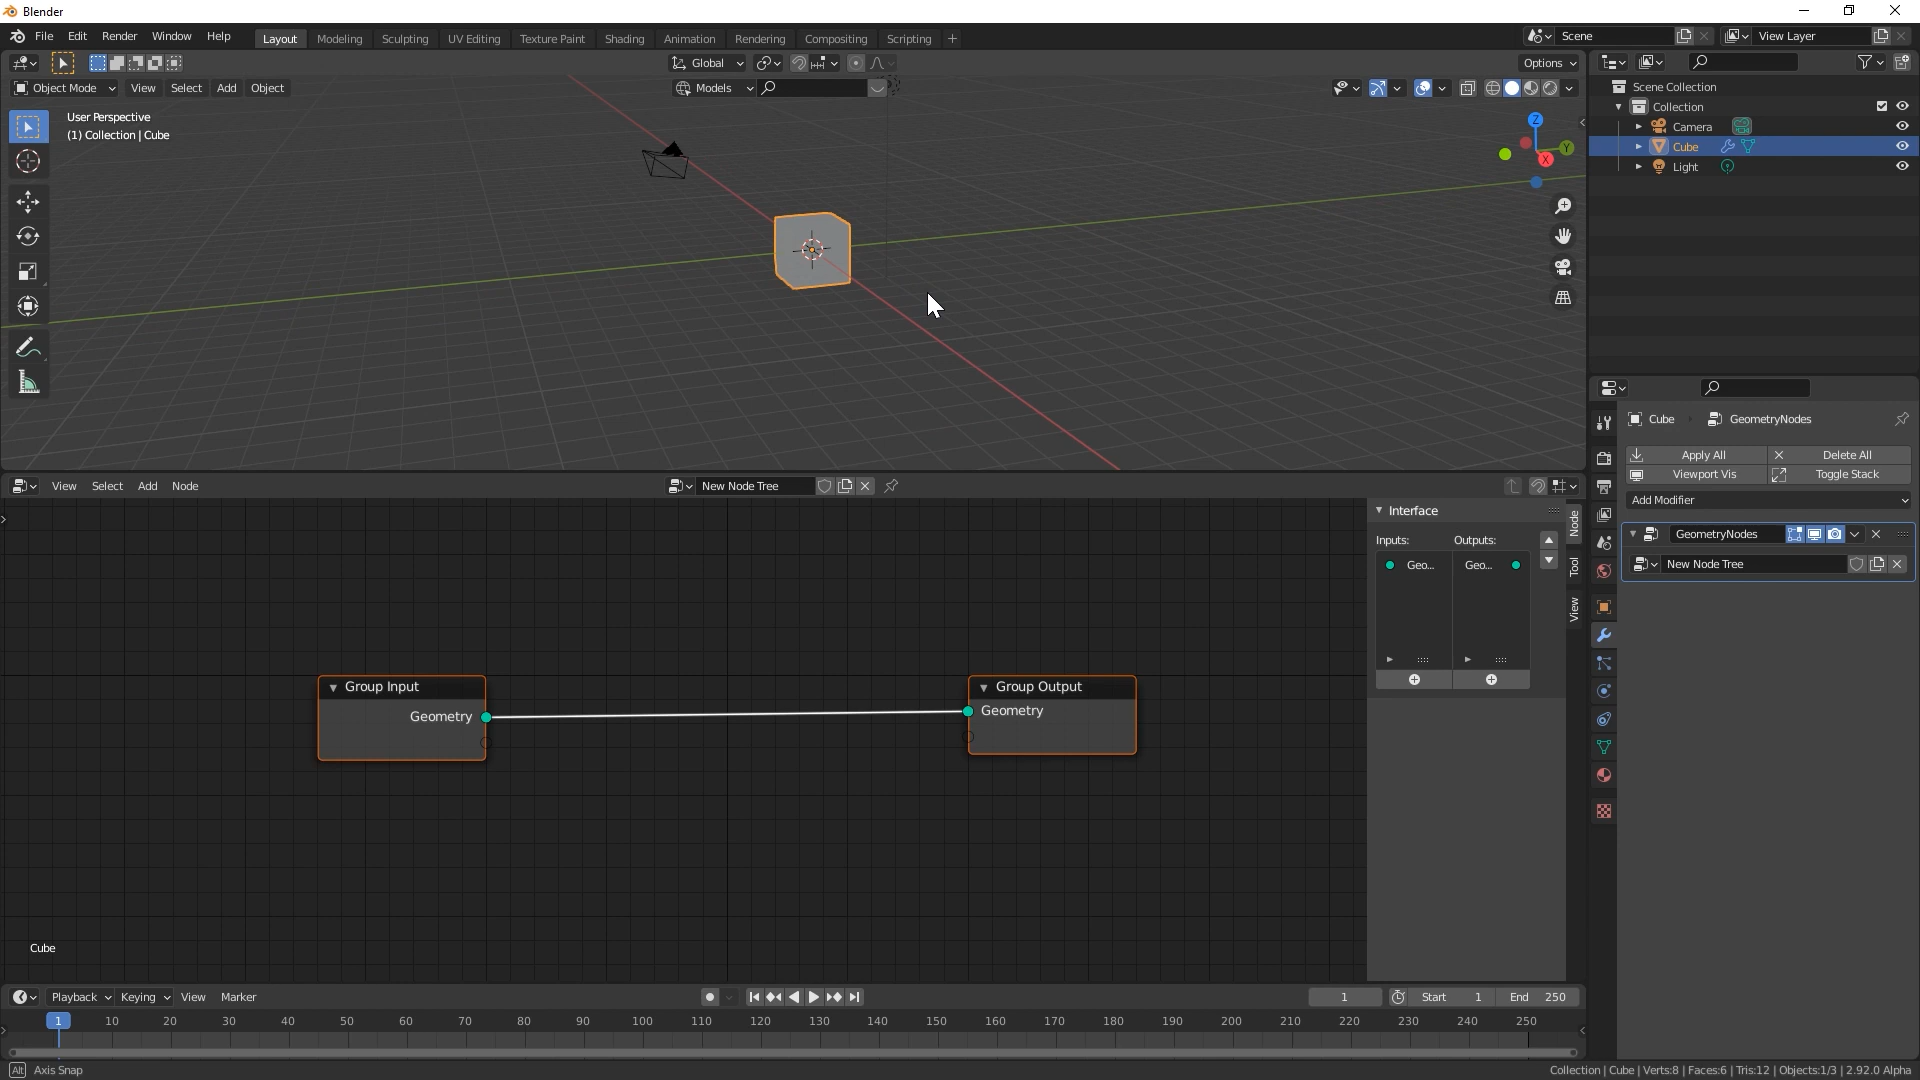 Blender
File Edit Render Window Help
Layout Modeling Sculpting UV Editing Texture Paint Shading Animation Rendering Compositing Scripting +
Scene
View Layer
Global
Options
Object Mode View Select Add Object
Models
User Perspective
(1) Collection | Cube
Z
Y
X
Scene Collection
Collection
Camera
Cube
Light
Cube GeometryNodes
Apply All Delete All
Viewport Vis Toggle Stack
Add Modifier
GeometryNodes
New Node Tree
View Select Add Node
New Node Tree
Interface
Inputs: Outputs:
Geo... Geo...
Node
Tool
View
Group Input
Geometry
Group Output
Geometry
Cube
Playback Keying View Marker
1
Start 1 End 250
1 10 20 30 40 50 60 70 80 90 100 110 120 130 140 150 160 170 180 190 200 210 220 230 240 250
Alt Axis Snap
Collection | Cube | Verts:8 | Faces:6 | Tris:12 | Objects:1/3 | 2.92.0 Alpha